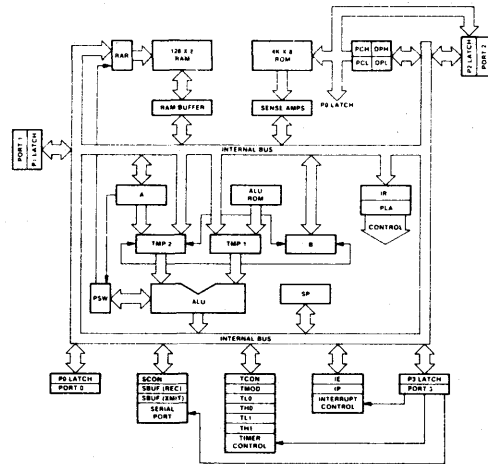 RAR
128 X 8
RAM
4K X 8
ROM
PCH DPH
PCL DPL
P2 LATCH
PORT 2
P0 LATCH
RAM BUFFER
SENSE AMPS
PORT 1
P1 LATCH
INTERNAL BUS
A
ALU
ROM
IR
PLA
CONTROL
TMP 2
TMP 1
B
PSW
ALU
SP
INTERNAL BUS
P0 LATCH
PORT 0
SCON
SBUF (REC)
SBUF (XMIT)
SERIAL
PORT
TCON
TMOD
TL0
TH0
TL1
TH1
TIMER
CONTROL
IE
IP
INTERRUPT
CONTROL
P3 LATCH
PORT 3